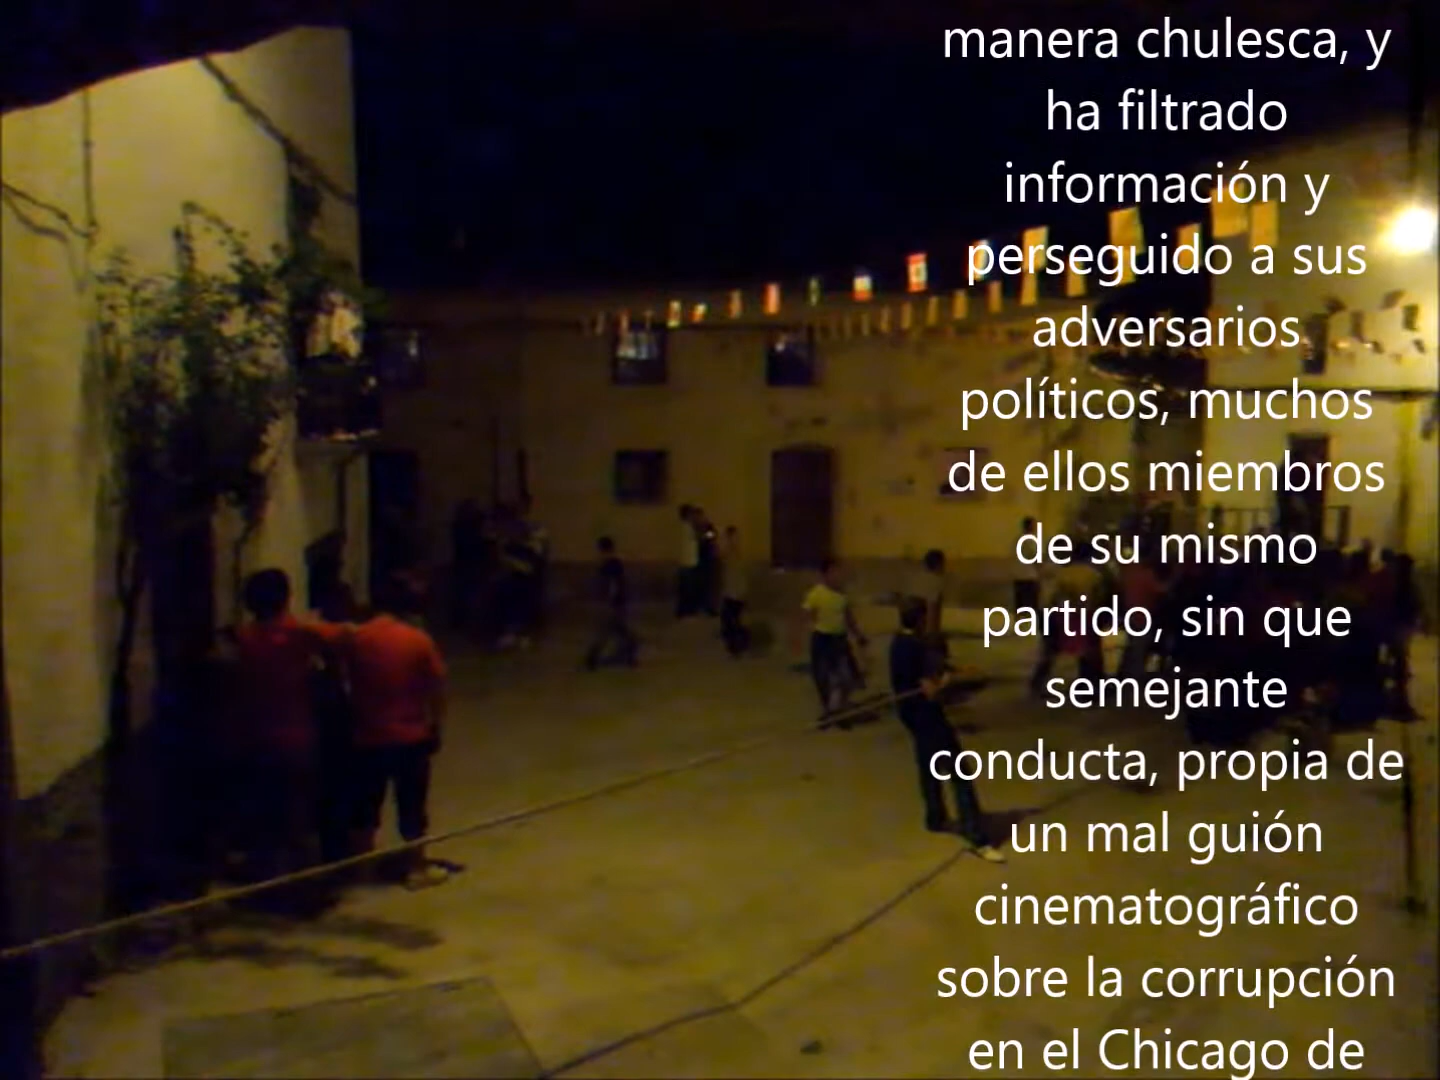 manera chulesca, y
ha filtrado
información y
perseguido a sus
adversarios
políticos, muchos
de ellos miembros
de su mismo
partido, sin que
semejante
conducta, propia de
un mal guión
cinematográfico
sobre la corrupción
en el Chicago de